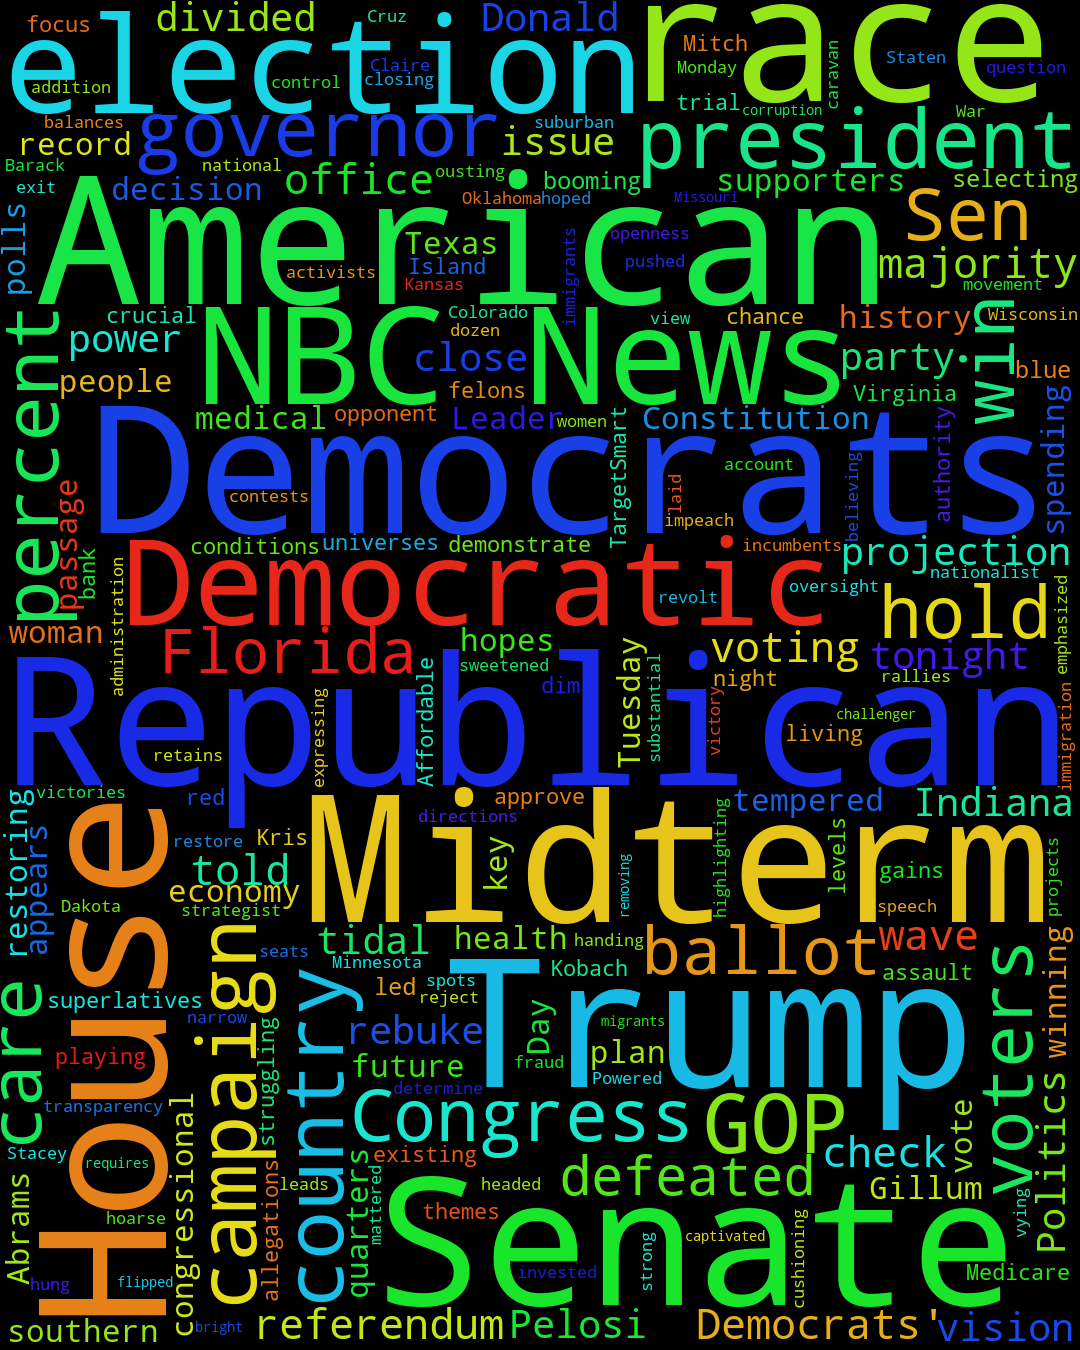 focus
divided
Cruz
Donald
race
election
Mitch
Staten
addition
control
Claire
closing
Monday
caravan
question
balances
governor
suburban
trial
corruption
War
record
issue
president
Barack
national
office
ousting
booming
supporters
selecting
exit
decision
Oklahoma
hoped
Missouri
Sen
polls
American
activists
Texas
Island
Kansas
immigrants
openness
pushed
majority
movement
percent
crucial
power
people
NBC
News
Colorado
dozen
close
felons
view
chance
history
win
Wisconsin
party
blue
Virginia
medical
opponent
Leader
women
TargetSmart
Constitution
authority
spending
Democrats
contests
account
laid
impeach
believing
passage
bank
conditions
universes
demonstrate
incumbents
projection
nationalist
administration
Democratic
revolt
oversight
hold
emphasized
woman
Florida
hopes
sweetened
Tuesday
voting
tonight
Republican
expressing
Affordable
dim
substantial
night
victory
rallies
challenger
living
immigration
retains
victories
red
directions
approve
tempered
Indiana
restoring
appears
House
restore
Kris
Midterm
key
removing
highlighting
levels
gains
projects
told
economy
strategist
speech
Dakota
campaign
seats
tidal
health
handing
ballot
wave
voters
winning
care
superlatives
narrow
country
Minnesota
led
spots
reject
Kobach
Trump
assault
playing
struggling
rebuke
Day
migrants
future
fraud
plan
Powered
transparency
congressional
determine
Congress
GOP
check
vote
Politics
Stacey
requires
allegations
quarters
mattered
existing
defeated
Gillum
Abrams
leads
headed
hoarse
themes
Senate
strong
captivated
cushioning
vying
hung
flipped
invested
Medicare
southern
bright
referendum
Pelosi
Democrats'
vision